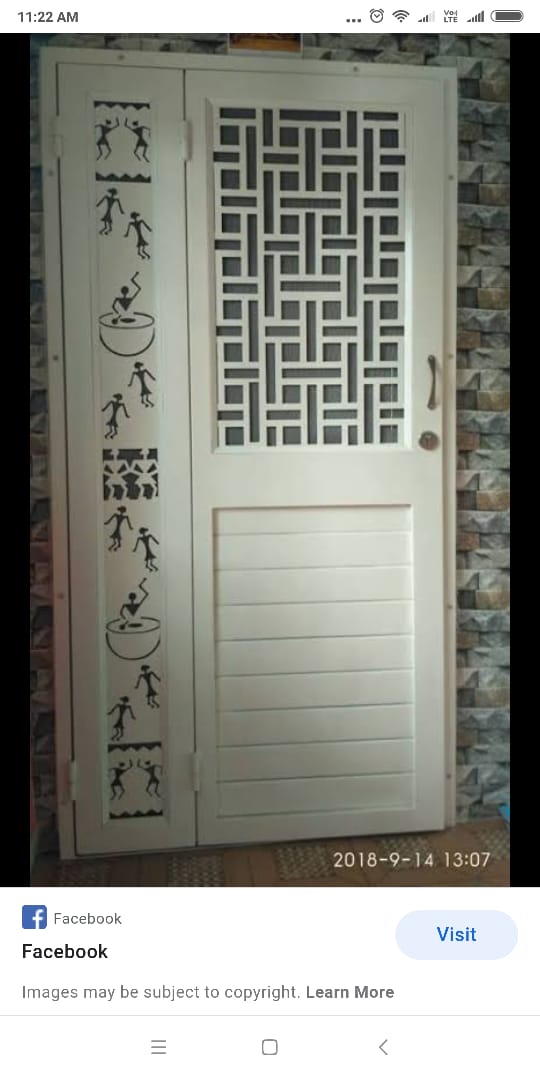 11:22 AM
Vo)
LTE
2018-9-14 13:07
Facebook
Facebook
Visit
Images may be subject to copyright. Learn More